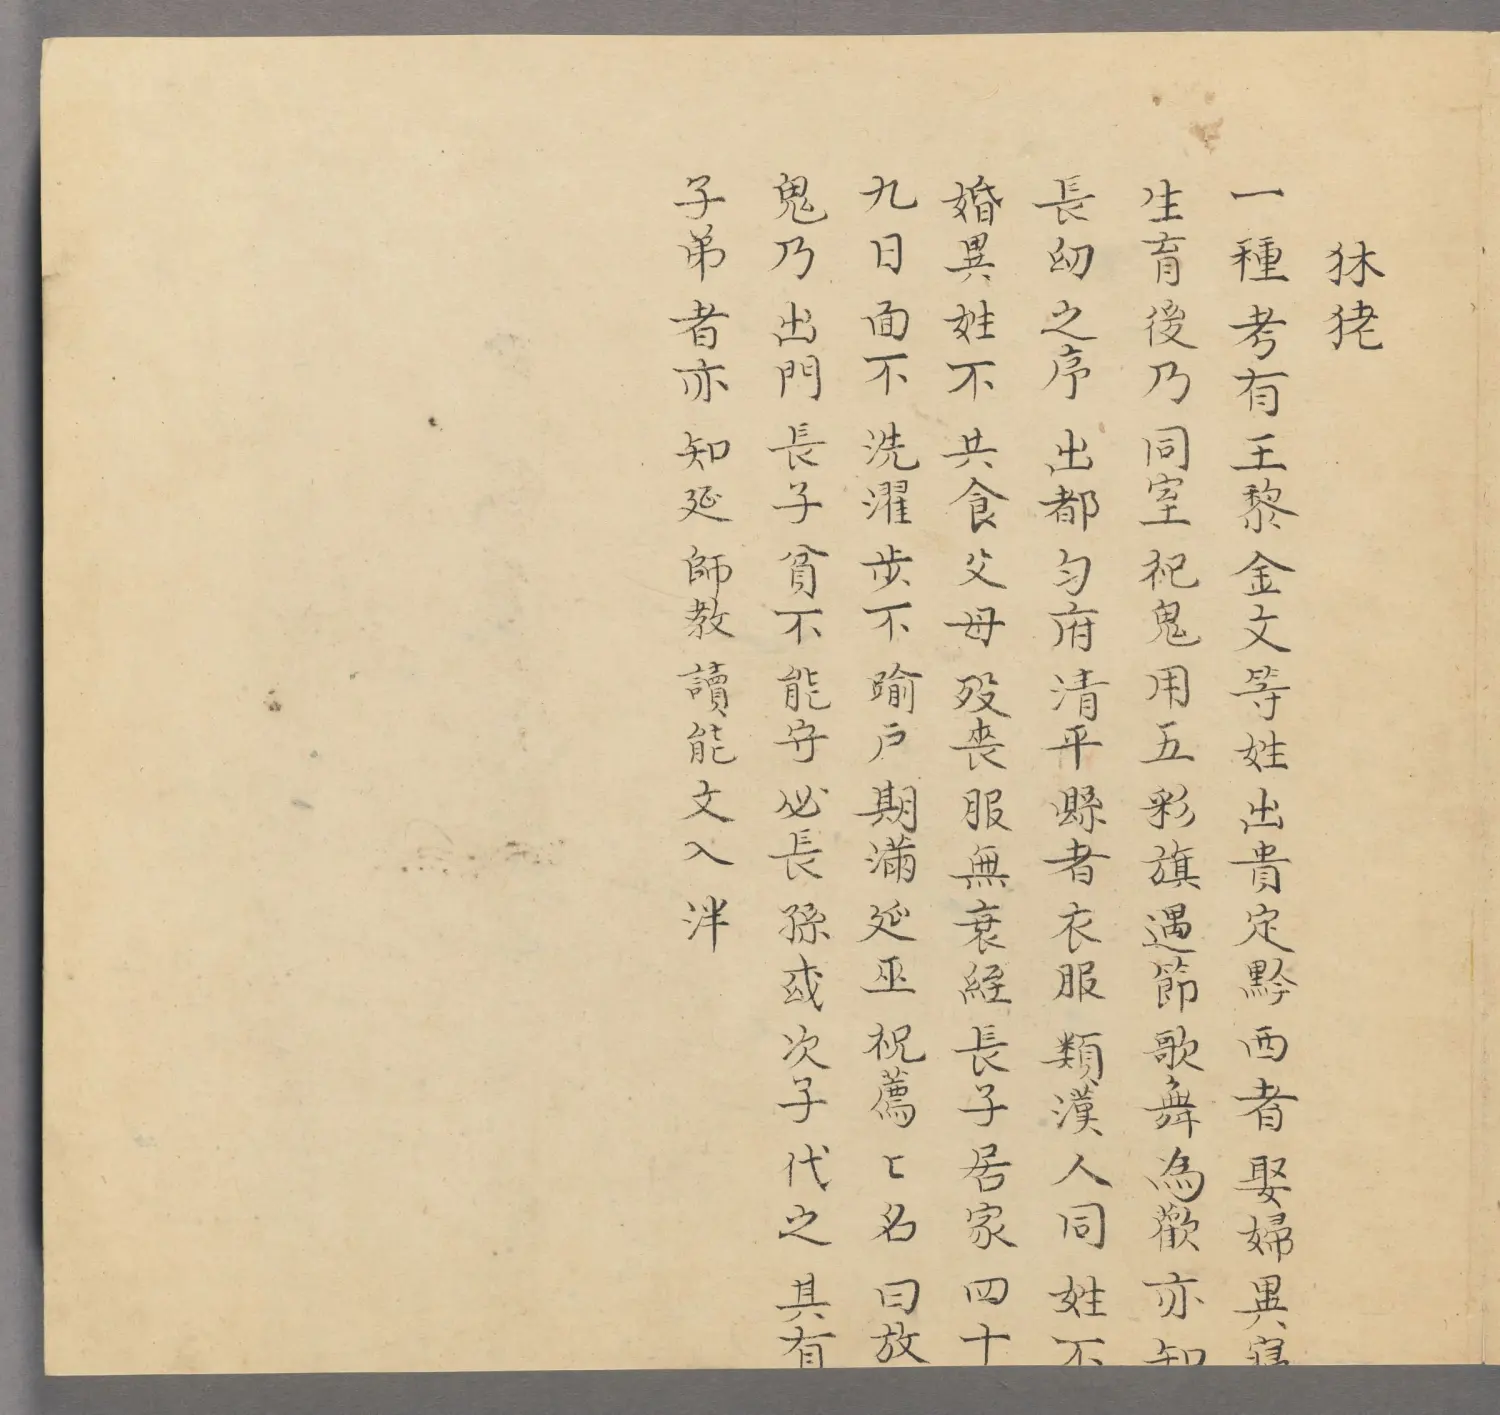 狇狫
一種考有王黎金文等姓出貴定黔西者娶婦異寢
生育後乃同室祀鬼用五彩旗遇節歌舞為歡亦知
長幼之序出都勻府清平縣者衣服類漢人同姓不
婚異姓不共食父母殁喪服無衰絰長子居家四十
九日面不洗濯步不踰戶期滿延巫祝薦亡名曰放
鬼乃出門長子貧不能守必長孫或次子代之其有
子弟者亦知延師教讀能文入泮